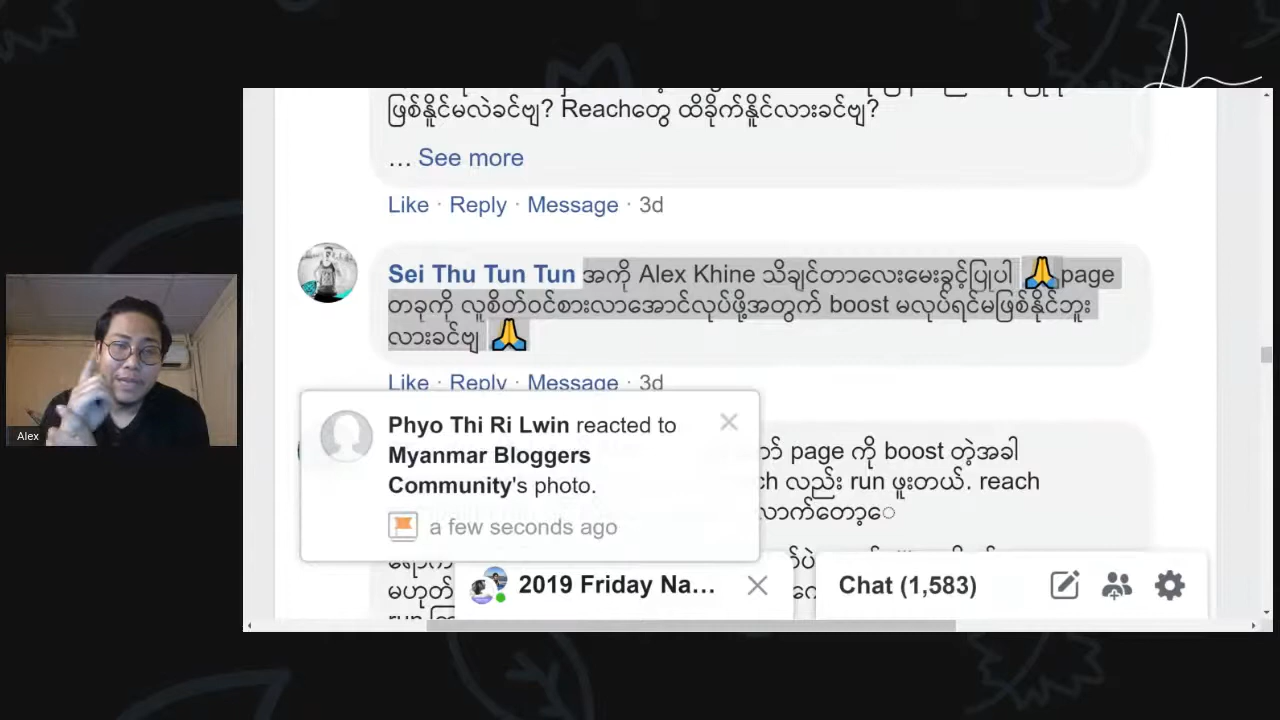 ဖြစ်နိူင်မလဲခင်ဗျ? Reachတွေ ထိခိုက်နိူင်လားခင်ဗျ?
... See more
Like · Reply · Message · 3d
Sei Thu Tun Tun အကို Alex Khine သိချင်တာလေးမေးခွင့်ပြုပါ 🙏page
တခုကို လူစိတ်ဝင်စားလာအောင်လုပ်ဖို့အတွက် boost မလုပ်ရင်မဖြစ်နိုင်ဘူး
လားခင်ဗျ 🙏
Like · Reply · Message · 3d
Phyo Thi Ri Lwin reacted to
Myanmar Bloggers
Community's photo.
a few seconds ago
page ကို boost တဲ့အခါ
လည်း run ဖူးတယ်. reach
မဟုတ်
2019 Friday Na...
Chat (1,583)
Alex